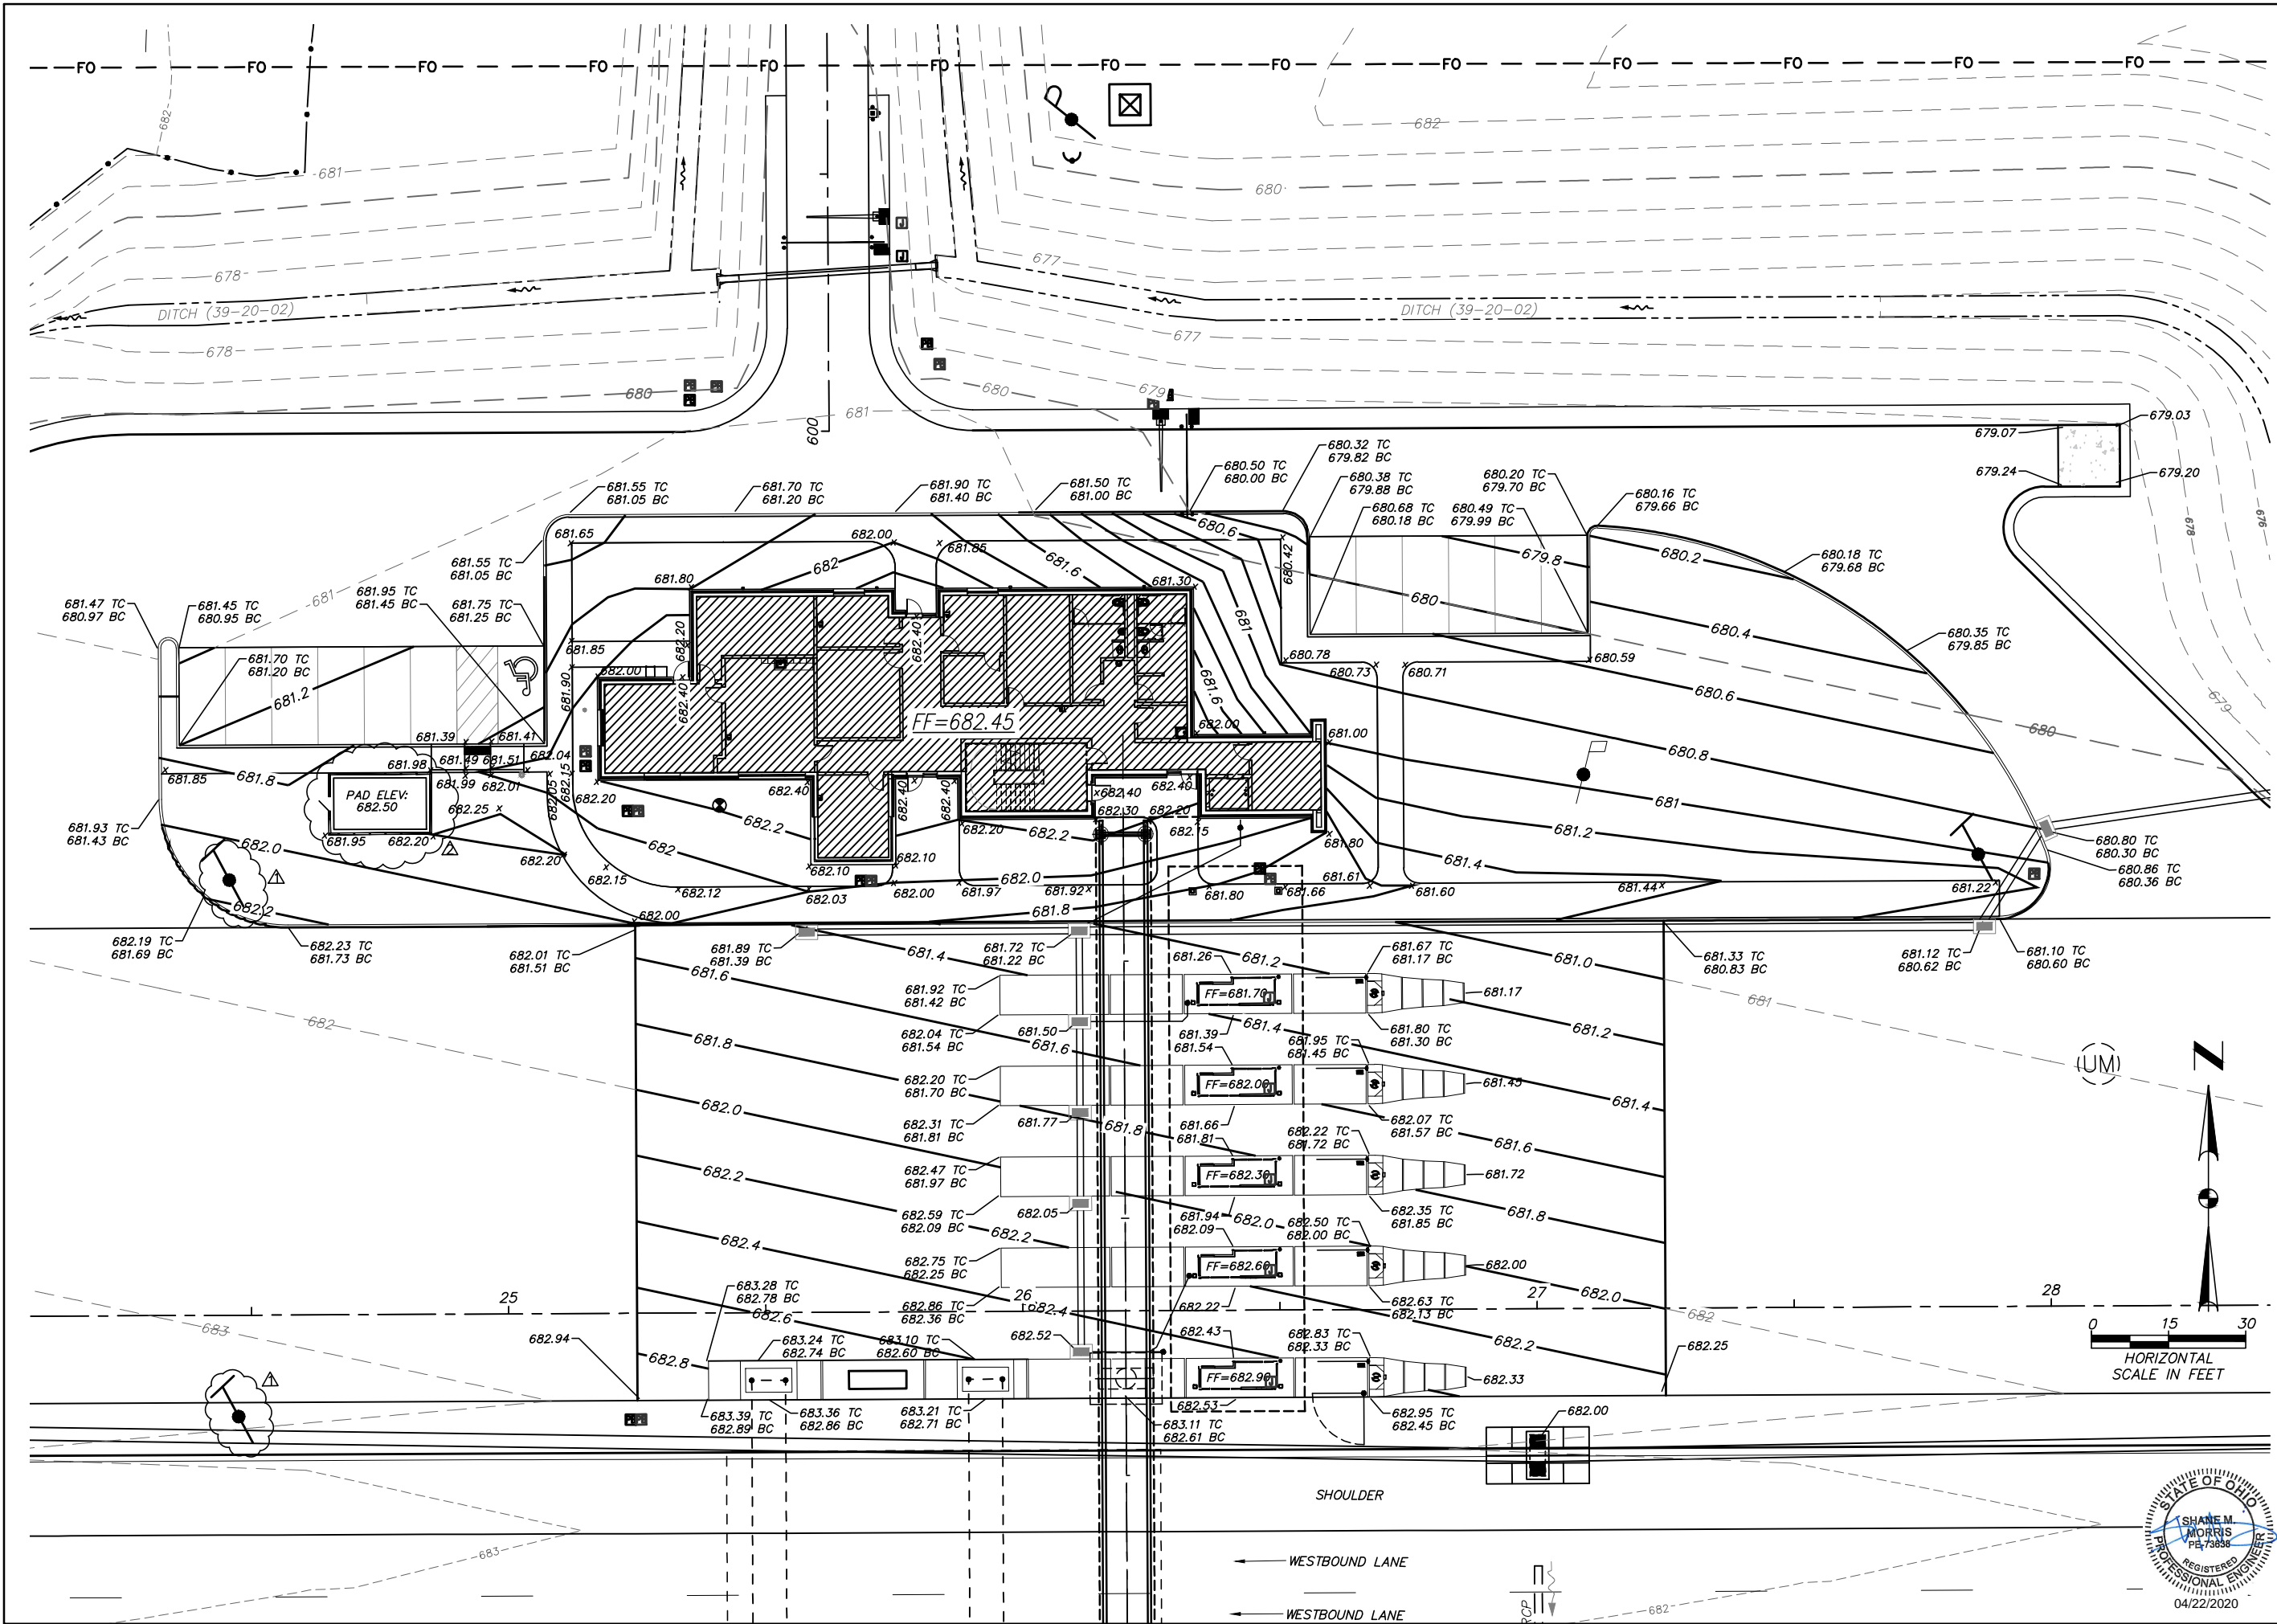 FO FO FO FO FO FO FO FO FO FO FO FO FO
682
681
682
680
678
677
DITCH (39-20-02)
DITCH (39-20-02)
678
677
680
680
679
681
600
679.03
679.07
679.24
679.20
678
676
679
681.55 TC
681.05 BC
681.70 TC
681.20 BC
681.90 TC
681.40 BC
681.50 TC
681.00 BC
680.50 TC
680.00 BC
680.32 TC
679.82 BC
680.38 TC
679.88 BC
680.68 TC
680.18 BC
680.20 TC
679.70 BC
680.49 TC
679.99 BC
680.16 TC
679.66 BC
680.18 TC
679.68 BC
680.35 TC
679.85 BC
681.65
682.00
681.85
680.6
680.42
681.6
682
681.80
681.30
679.8
680.2
680
680.4
681.55 TC
681.05 BC
681.95 TC
681.45 BC
681.75 TC
681.25 BC
681.47 TC
680.97 BC
681.45 TC
680.95 BC
681
681.70 TC
681.20 BC
681.2
681.85
682.20
682.00
681.90
682.40
682.40
681
681.6
682.00
680.78
680.73
680.71
680.59
680.6
680
680.8
FF=682.45
681.00
681
681.2
681.4
681.39
681.41
681.98
681.49
681.51
682.04
681.99
682.01
682.15
682.05
681.85
681.8
PAD ELEV:
682.50
682.25
681.95
682.20
682.20
682.20
682.40
682.40
682.40
682.40
682.40
682.30
682.20
682.20
682.2
682.2
682.15
681.80
681.93 TC
681.43 BC
682.0
682.2
682
682.15
682.12
682.10
682.10
682.03
682.00
681.97
682.0
681.92
681.80
681.66
681.61
681.60
681.44
681.22
681.8
682.00
680.80 TC
680.30 BC
680.86 TC
680.36 BC
682.19 TC
681.69 BC
682.23 TC
681.73 BC
682.01 TC
681.51 BC
681.89 TC
681.39 BC
681.72 TC
681.22 BC
681.67 TC
681.17 BC
681.33 TC
680.83 BC
681.12 TC
680.62 BC
681.10 TC
680.60 BC
681.4
681.6
681.26
681.2
681.0
681
682
681.92 TC
681.42 BC
FF=681.70
681.17
682.04 TC
681.54 BC
681.50
681.39
681.4
681.80 TC
681.30 BC
681.2
681.8
681.6
681.54
681.95 TC
681.45 BC
682.20 TC
681.70 BC
FF=682.00
681.45
681.4
682.0
682.31 TC
681.81 BC
681.77
681.8
681.66
681.81
682.07 TC
681.57 BC
682.22 TC
681.72 BC
681.6
682.2
682.47 TC
681.97 BC
FF=682.30
681.72
682.59 TC
682.09 BC
682.05
681.94
682.0
682.09
682.35 TC
681.85 BC
682.50 TC
682.00 BC
681.8
682.4
682.2
682.75 TC
682.25 BC
FF=682.60
682.00
682.0
683.28 TC
682.78 BC
682.86 TC
682.36 BC
682.22
682.63 TC
682.13 BC
25
26
27
28
682.6
682.4
682
683
682.94
682.8
683.24 TC
682.74 BC
683.10 TC
682.60 BC
682.52
682.43
682.83 TC
682.33 BC
682.2
682.25
FF=682.90
682.33
683.39 TC
682.89 BC
683.36 TC
682.86 BC
683.21 TC
682.71 BC
683.11 TC
682.61 BC
682.53
682.95 TC
682.45 BC
682.00
UM
N
0 15 30
HORIZONTAL
SCALE IN FEET
SHOULDER
WESTBOUND LANE
WESTBOUND LANE
RCP
683
682
STATE OF OHIO
SHANE M.
MORRIS
PE-73638
REGISTERED
PROFESSIONAL ENGINEER
04/22/2020